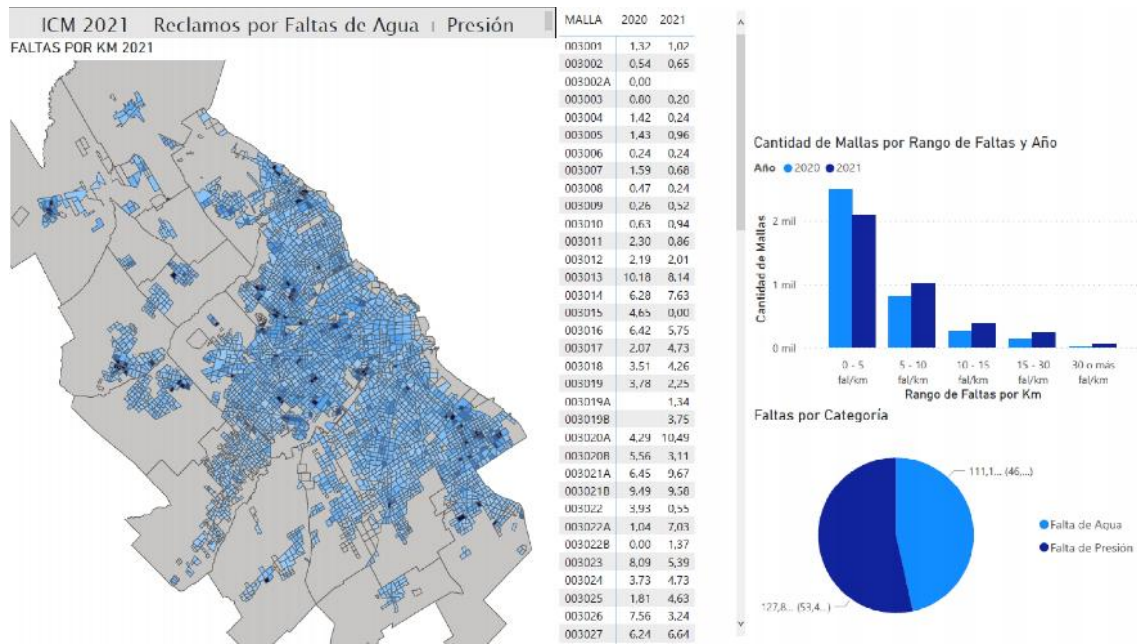 ICM 2021 Reclamos por Faltas de Agua | Presión
FALTAS POR KM 2021
MALLA 2020 2021
003001 1,32 1,02
003002 0,54 0,65
003002A 0,00
003003 0,80 0,20
003004 1,42 0,24
003005 1,43 0,96
003006 0,24 0,24
003007 1,59 0,68
003008 0,47 0,24
003009 0,26 0,52
003010 0,63 0,94
003011 2,30 0,86
003012 2,19 2,01
003013 10,18 8,14
003014 6,28 7,63
003015 4,65 0,00
003016 6,42 5,75
003017 2,07 4,73
003018 3,51 4,26
003019 3,78 2,25
003019A 1,34
003019B 3,75
003020A 4,29 10,49
003020B 5,56 3,11
003021A 6,45 9,67
003021B 9,49 9,58
003022 3,93 0,55
003022A 1,04 7,03
003022B 0,00 1,37
003023 8,09 5,39
003024 3,73 4,73
003025 1,81 4,63
003026 7,56 3,24
003027 6,24 6,64
Cantidad de Mallas por Rango de Faltas y Año
Año 2020 2021
Cantidad de Mallas
2 mil
1 mil
0 mil
0 - 5 5 - 10 10 - 15 15 - 30 30 o más
fal/km fal/km fal/km fal/km fal/km
Rango de Faltas por Km
Faltas por Categoría
111,1... (46,...)
Falta de Agua
Falta de Presión
127,8... (53,4...)